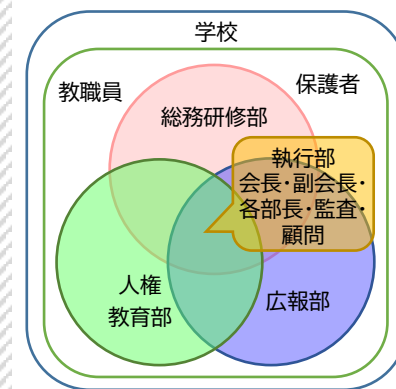 学校
教職員
保護者
総務研修部
執行部
会長・副会長・
各部長・監査・
顧問
人権
教育部
広報部